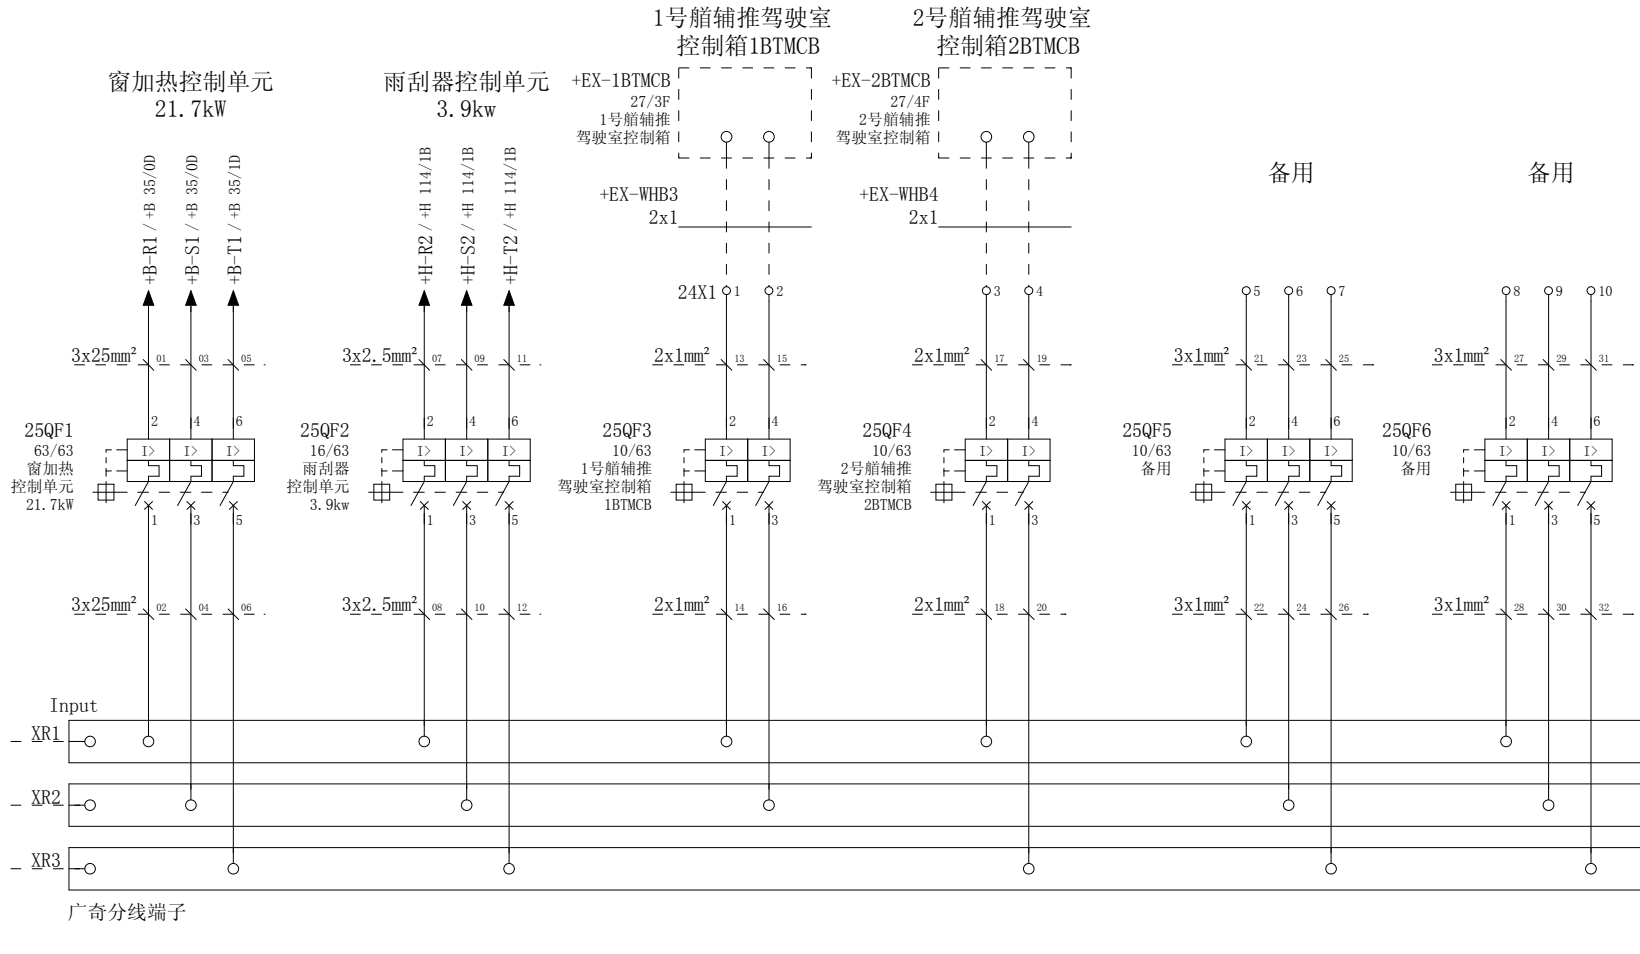 1号艏辅推驾驶室
控制箱1BTMCB
2号艏辅推驾驶室
控制箱2BTMCB
窗加热控制单元
21.7kW
雨刮器控制单元
3.9kw
+EX-1BTMCB
27/3F
1号艏辅推
驾驶室控制箱
+EX-2BTMCB
27/4F
2号艏辅推
驾驶室控制箱
备用
备用
+B-R1 / +B 35/0D
+B-S1 / +B 35/0D
+B-T1 / +B 35/1D
+H-R2 / +H 114/1B
+H-S2 / +H 114/1B
+H-T2 / +H 114/1B
+EX-WHB3
2x1
+EX-WHB4
2x1
24X1 1 2
3 4
5 6 7
8 9 10
3x25mm² 01 03 05
3x2.5mm² 07 09 11
2x1mm² 13 15
2x1mm² 17 19
3x1mm² 21 23 25
3x1mm² 27 29 31
2 4 6
2 4 6
2 4
2 4
2 4 6
2 4 6
25QF1
63/63
窗加热
控制单元
21.7kW
I> I> I>
25QF2
16/63
雨刮器
控制单元
3.9kw
I> I> I>
25QF3
10/63
1号艏辅推
驾驶室控制箱
1BTMCB
I> I>
25QF4
10/63
2号艏辅推
驾驶室控制箱
2BTMCB
I> I>
25QF5
10/63
备用
I> I> I>
25QF6
10/63
备用
I> I> I>
1 3 5
1 3 5
1 3
1 3
1 3 5
1 3 5
3x25mm² 02 04 06
3x2.5mm² 08 10 12
2x1mm² 14 16
2x1mm² 18 20
3x1mm² 22 24 26
3x1mm² 28 30 32
Input
XR1
XR2
XR3
广奇分线端子